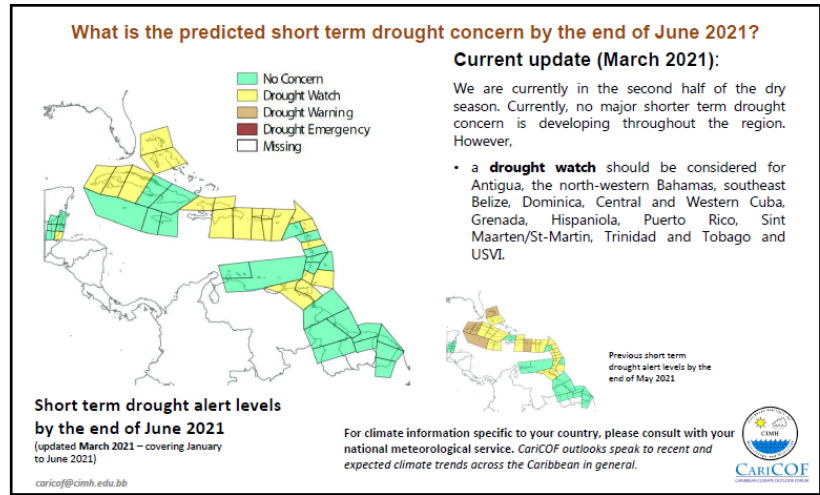 What is the predicted short term drought concern by the end of June 2021?
No Concern
Drought Watch
Drought Warning
Drought Emergency
Missing
Current update (March 2021):
We are currently in the second half of the dry
season. Currently, no major shorter term drought
concern is developing throughout the region.
However,
• a drought watch should be considered for
Antigua, the north-western Bahamas, southeast
Belize, Dominica, Central and Western Cuba,
Grenada, Hispaniola, Puerto Rico, Sint
Maarten/St-Martin, Trinidad and Tobago and
USVI.
Previous short term
drought alert levels by the
end of May 2021
Short term drought alert levels
by the end of June 2021
(updated March 2021 – covering January
to June 2021)
caricof@cimh.edu.bb
For climate information specific to your country, please consult with your
national meteorological service. CariCOF outlooks speak to recent and
expected climate trends across the Caribbean in general.
CIMH
CARICOF
CARIBBEAN CLIMATE OUTLOOK FORUM